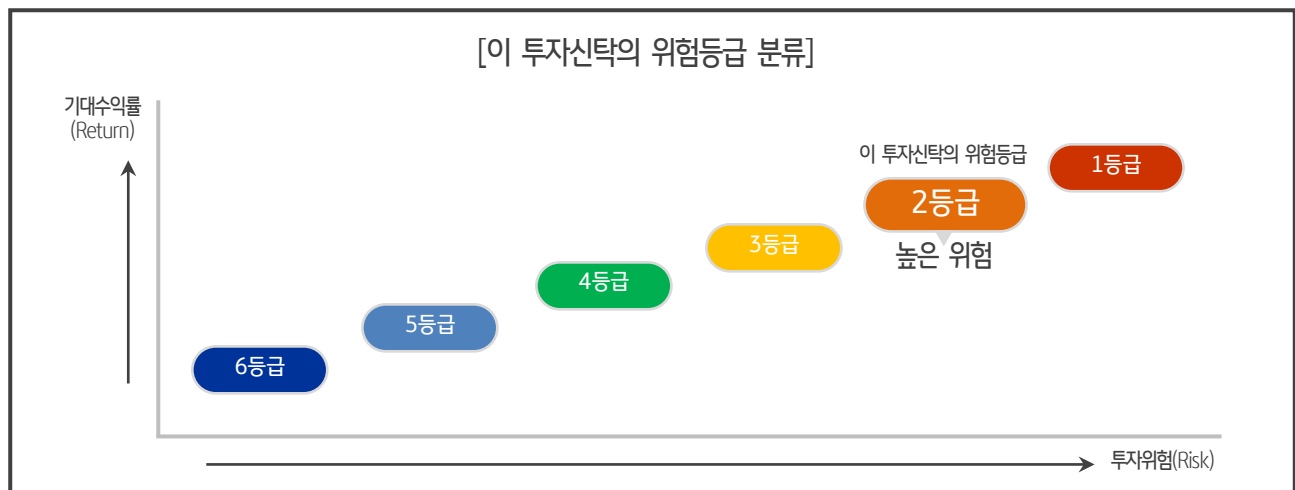 [이 투자신탁의 위험등급 분류]
기대수익률
(Return)
이 투자신탁의 위험등급
1등급
2등급
높은 위험
3등급
4등급
5등급
6등급
투자위험(Risk)